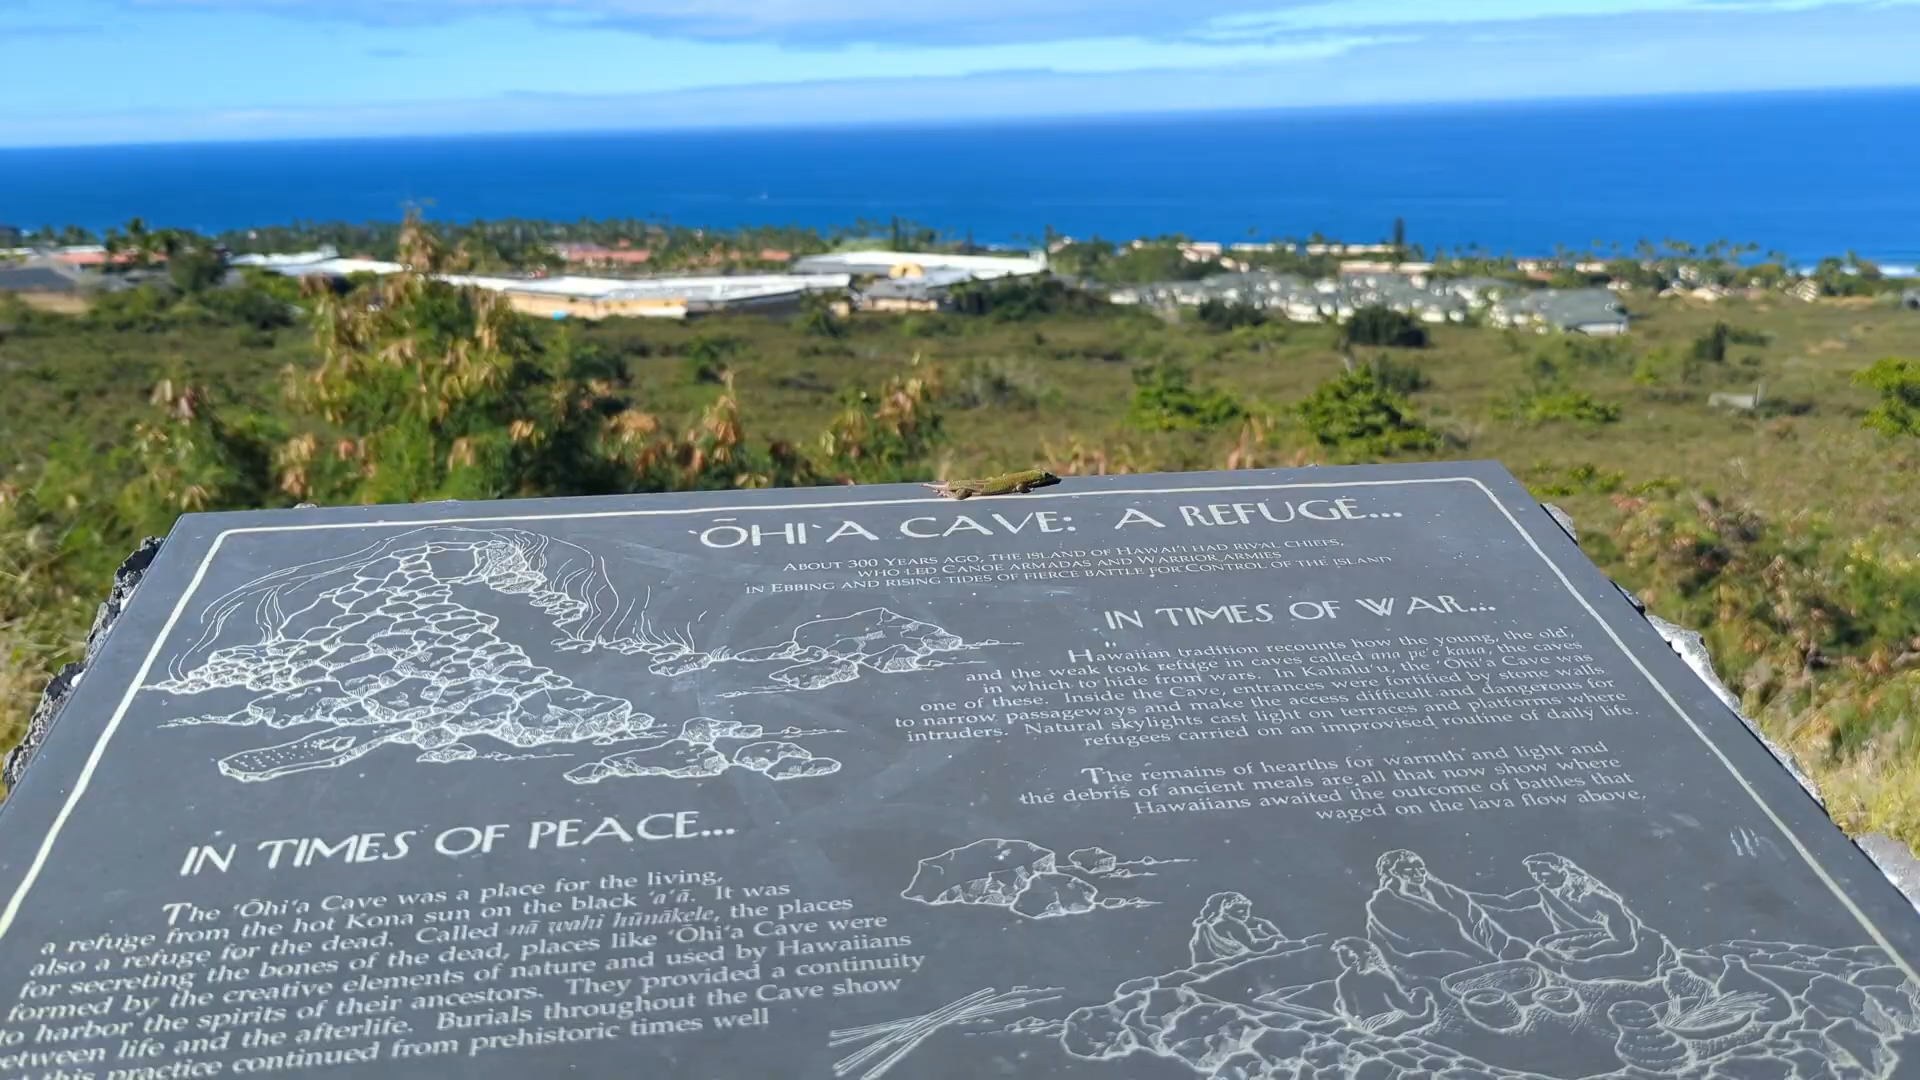 ʻŌHIʻA CAVE: A REFUGE...
ABOUT 300 YEARS AGO, THE ISLAND OF HAWAIʻI HAD RIVAL CHIEFS,
WHO LED CANOE ARMADAS AND WARRIOR ARMIES
IN EBBING AND RISING TIDES OF FIERCE BATTLE FOR CONTROL OF THE ISLAND
IN TIMES OF WAR...
Hawaiian tradition recounts how the young, the old,
and the weak took refuge in caves called ana peʻe kaua, the caves
in which to hide from wars. In Kahaluʻu, the ʻŌhiʻa Cave was
one of these. Inside the Cave, entrances were fortified by stone walls
to narrow passageways and make the access difficult and dangerous for
intruders. Natural skylights cast light on terraces and platforms where
refugees carried on an improvised routine of daily life.
The remains of hearths for warmth and light and
the debris of ancient meals are all that now show where
Hawaiians awaited the outcome of battles that
waged on the lava flow above.
IN TIMES OF PEACE...
The ʻŌhiʻa Cave was a place for the living,
a refuge from the hot Kona sun on the black ʻaʻā. It was
also a refuge for the dead. Called nā wahi hūnākele, the places
for secreting the bones of the dead, places like ʻŌhiʻa Cave were
formed by the creative elements of nature and used by Hawaiians
to harbor the spirits of their ancestors. They provided a continuity
between life and the afterlife. Burials throughout the Cave show
this practice continued from prehistoric times well